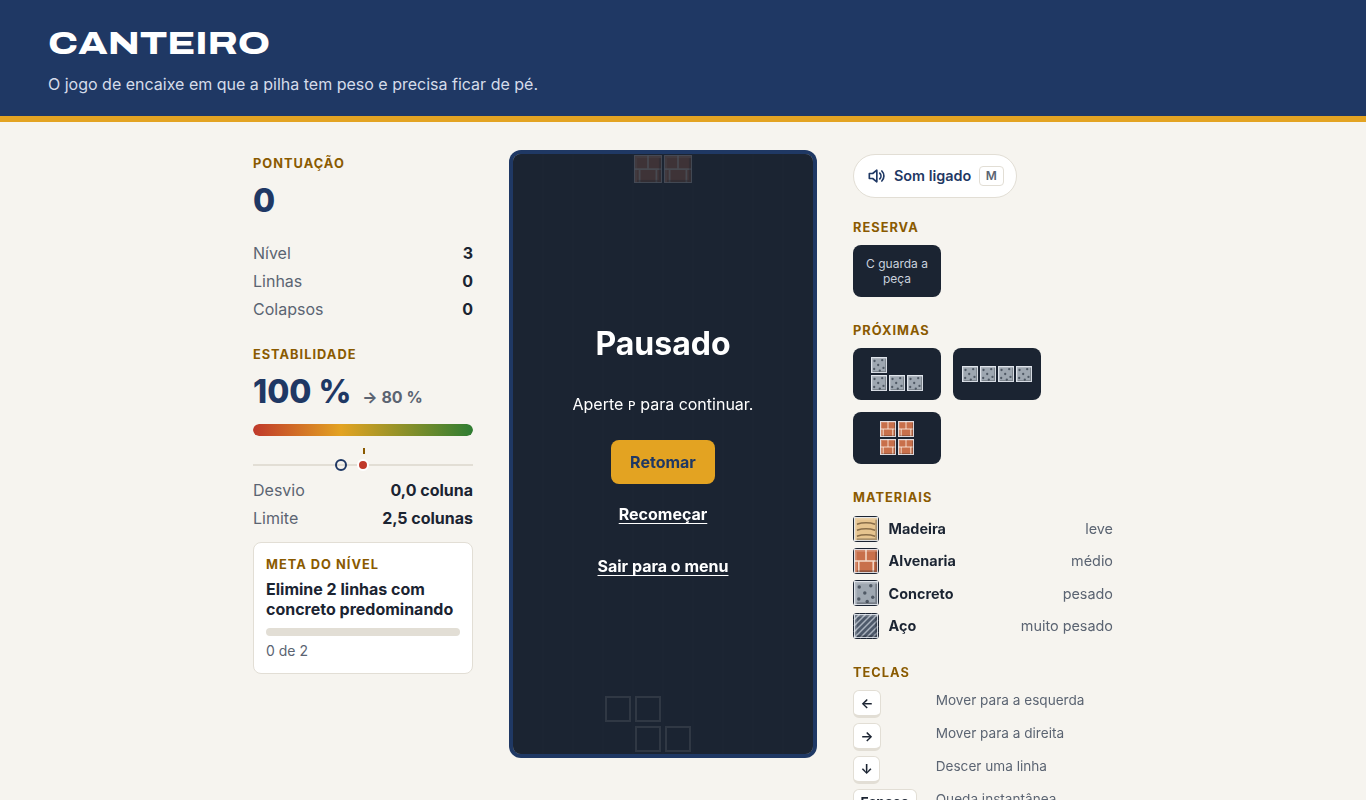 CANTEIRO
O jogo de encaixe em que a pilha tem peso e precisa ficar de pé.
PONTUAÇÃO
0
Nível 3
Linhas 0
Colapsos 0
ESTABILIDADE
100 % → 80 %
Desvio 0,0 coluna
Limite 2,5 colunas
META DO NÍVEL
Elimine 2 linhas com
concreto predominando
0 de 2
Pausado
Aperte P para continuar.
Retomar
Recomeçar
Sair para o menu
Som ligado M
RESERVA
C guarda a
peça
PRÓXIMAS
MATERIAIS
Madeira leve
Alvenaria médio
Concreto pesado
Aço muito pesado
TECLAS
← Mover para a esquerda
→ Mover para a direita
↓ Descer uma linha
Espaço Queda instantânea